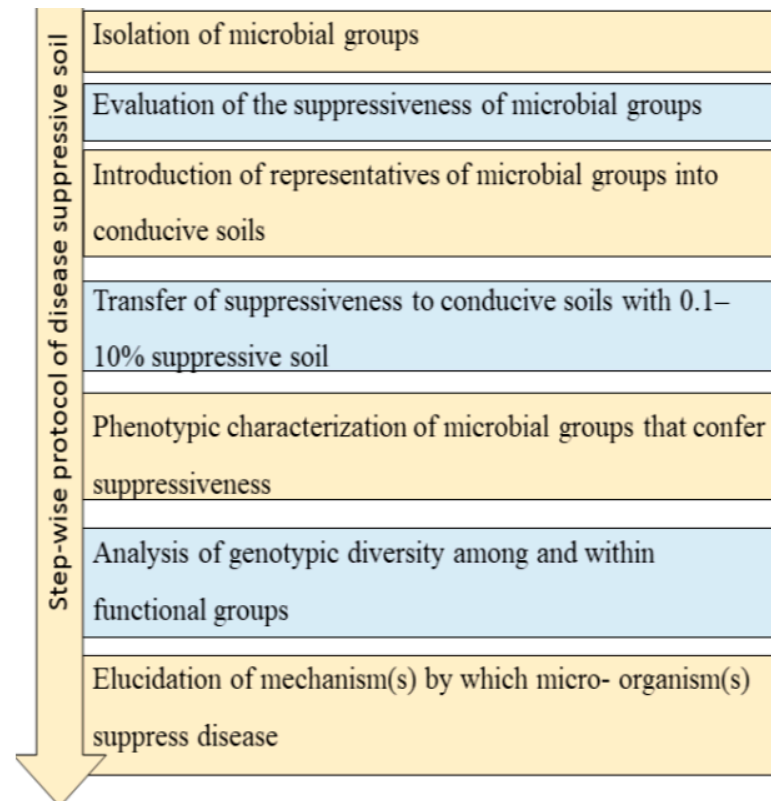 Step-wise protocol of disease suppressive soil
Isolation of microbial groups
Evaluation of the suppressiveness of microbial groups
Introduction of representatives of microbial groups into
conducive soils
Transfer of suppressiveness to conducive soils with 0.1–
10% suppressive soil
Phenotypic characterization of microbial groups that confer
suppressiveness
Analysis of genotypic diversity among and within
functional groups
Elucidation of mechanism(s) by which micro- organism(s)
suppress disease